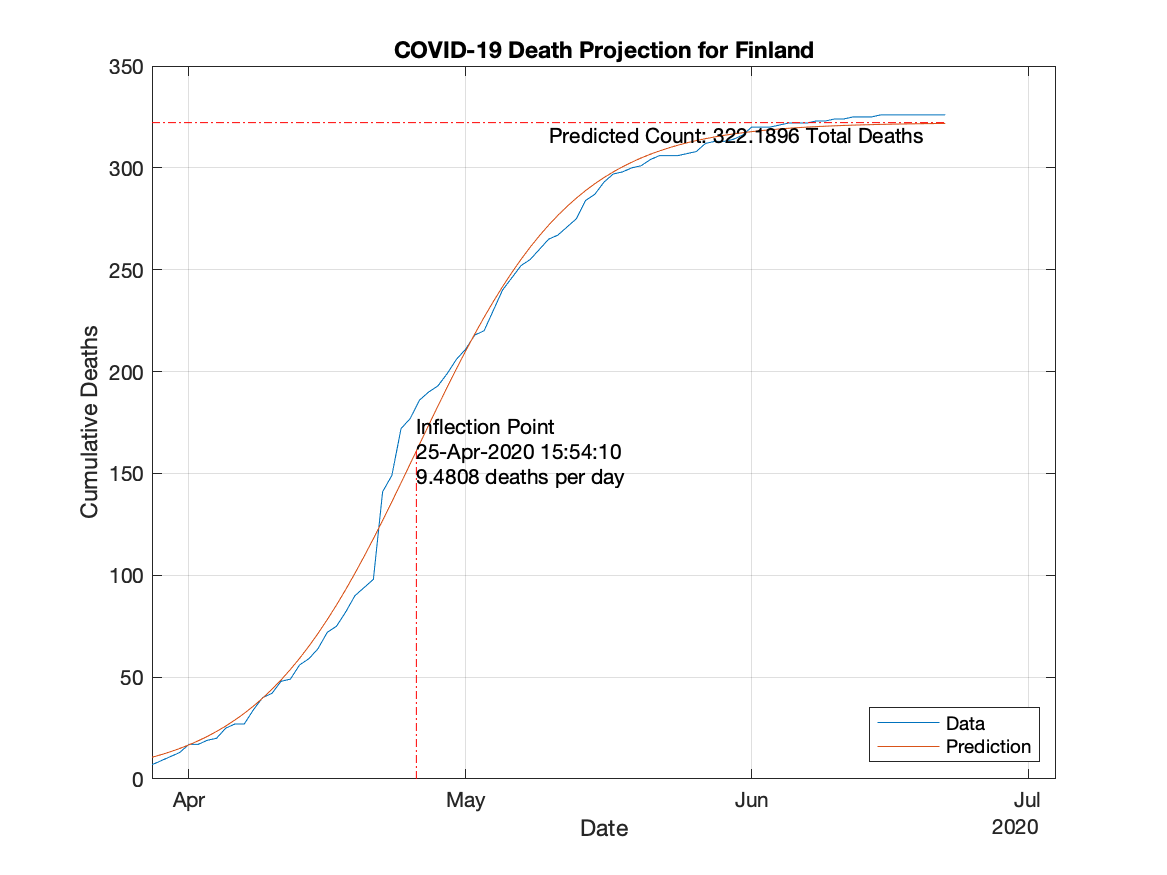 COVID-19 Death Projection for Finland
350
300
250
200
150
100
50
0
Cumulative Deaths
Predicted Count: 322.1896 Total Deaths
Inflection Point
25-Apr-2020 15:54:10
9.4808 deaths per day
Data
Prediction
Apr
May
Jun
Jul
2020
Date